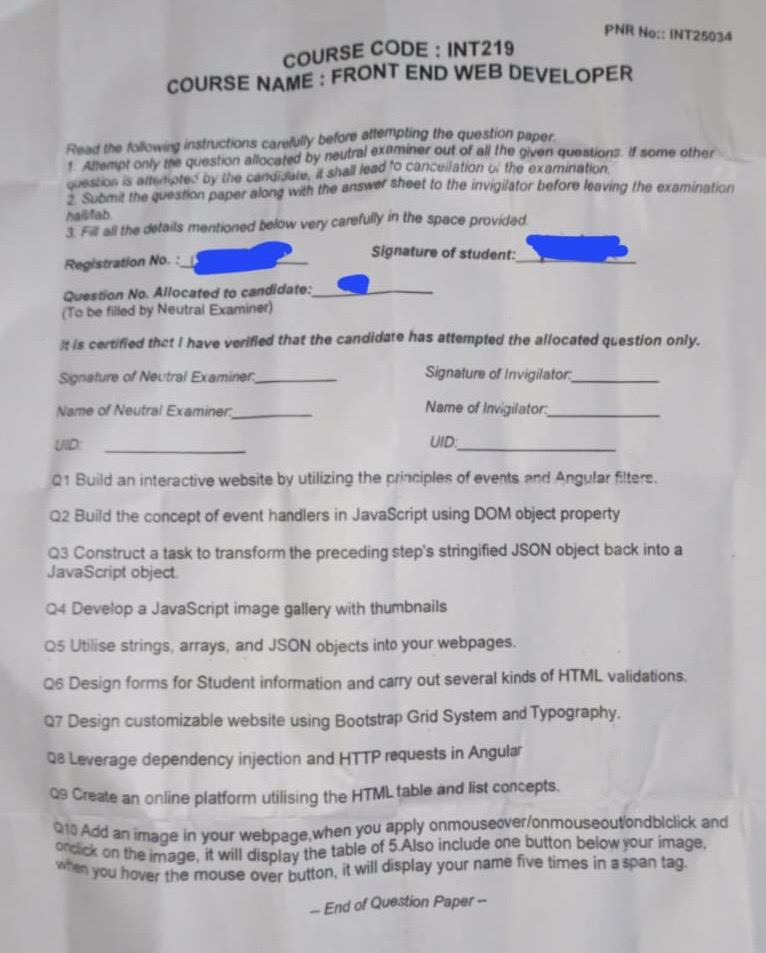 PNR No:: INT25034
COURSE CODE : INT219
COURSE NAME : FRONT END WEB DEVELOPER
Read the following instructions carefully before attempting the question paper.
1. Attempt only the question allocated by neutral examiner out of all the given questions. If some other
question is attempted by the candidate, it shall lead to cancellation of the examination.
2. Submit the question paper along with the answer sheet to the invigilator before leaving the examination
hall/lab.
3. Fill all the details mentioned below very carefully in the space provided.
Registration No. :
Signature of student:
Question No. Allocated to candidate:
(To be filled by Neutral Examiner)
It is certified that I have verified that the candidate has attempted the allocated question only.
Signature of Neutral Examiner:
Signature of Invigilator:
Name of Neutral Examiner:
Name of Invigilator:
UID:
UID:
Q1 Build an interactive website by utilizing the principles of events and Angular filters.
Q2 Build the concept of event handlers in JavaScript using DOM object property
Q3 Construct a task to transform the preceding step's stringified JSON object back into a
JavaScript object.
Q4 Develop a JavaScript image gallery with thumbnails
Q5 Utilise strings, arrays, and JSON objects into your webpages.
Q6 Design forms for Student information and carry out several kinds of HTML validations.
Q7 Design customizable website using Bootstrap Grid System and Typography.
Q8 Leverage dependency injection and HTTP requests in Angular
Q9 Create an online platform utilising the HTML table and list concepts.
Q10 Add an image in your webpage,when you apply onmouseover/onmouseout/ondblclick and
onclick on the image, it will display the table of 5.Also include one button below your image,
when you hover the mouse over button, it will display your name five times in a span tag.
-- End of Question Paper --